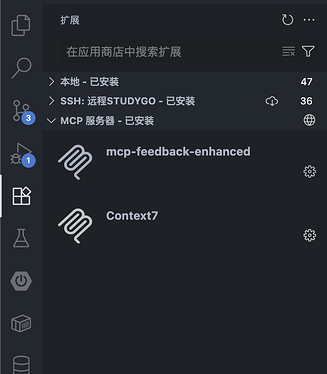 扩展
在应用商店中搜索扩展
本地 - 已安装 47
SSH: 远程STUDYGO - 已安装 36
MCP 服务器 - 已安装
3
1
mcp-feedback-enhanced
Context7